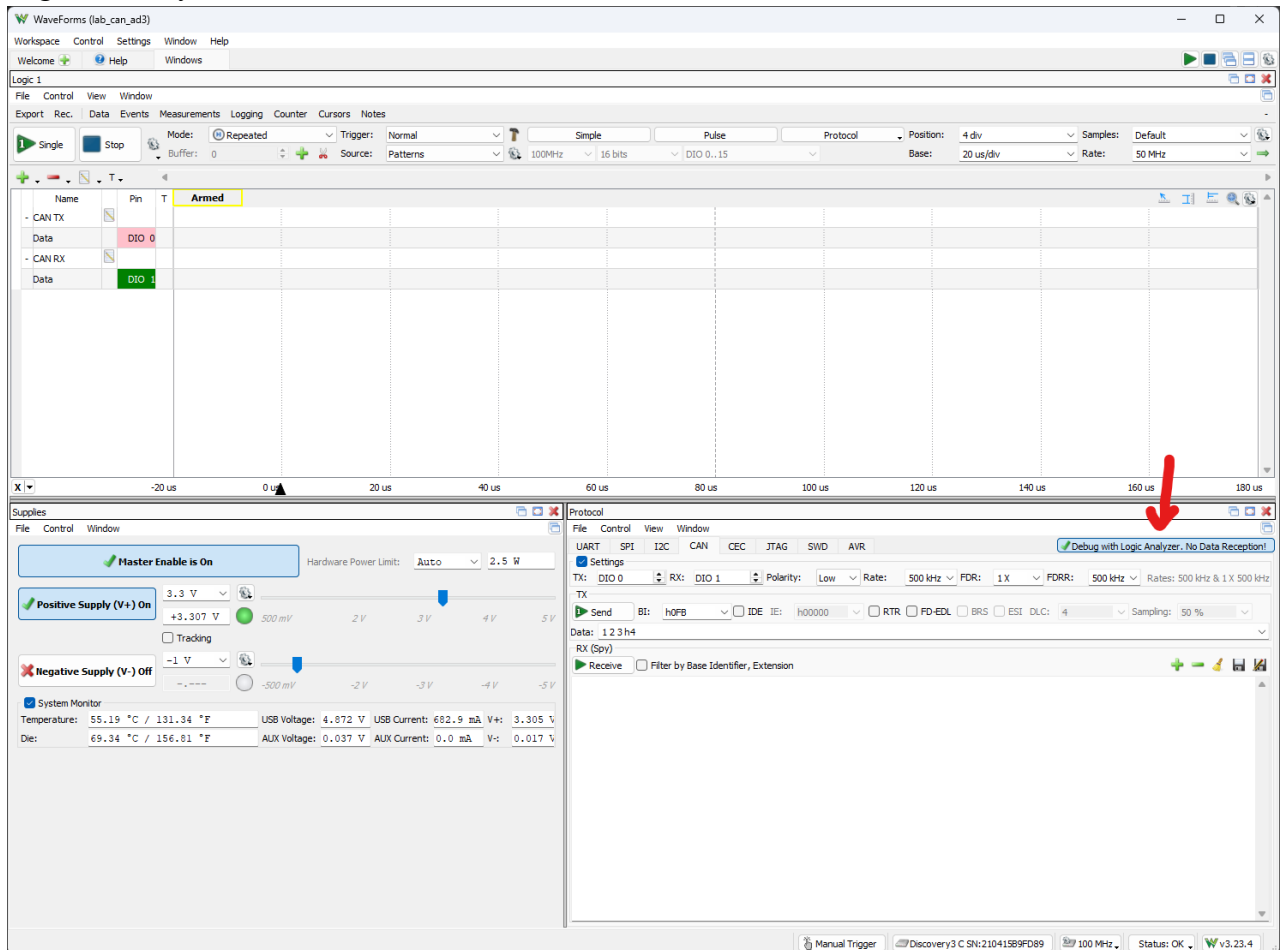 WaveForms (lab_can_ad3)
Workspace Control Settings Window Help
Welcome Help Windows
Logic 1
File Control View Window
Export Rec. Data Events Measurements Logging Counter Cursors Notes
Single Stop Mode: Repeated Trigger: Normal Simple Pulse Protocol Position: 4 div Samples: Default
Buffer: 0 Source: Patterns 100MHz 16 bits DIO 0..15 Base: 20 us/div Rate: 50 MHz
T
Name Pin T Armed
- CAN TX
Data DIO 0
- CAN RX
Data DIO 1
X -20 us 0 us 20 us 40 us 60 us 80 us 100 us 120 us 140 us 160 us 180 us
Supplies
File Control Window
Master Enable is On Hardware Power Limit: Auto 2.5 W
Positive Supply (V+) On 3.3 V
+3.307 V 500 mV 2 V 3 V 4 V 5 V
Tracking
Negative Supply (V-) Off -1 V
-.--- -500 mV -2 V -3 V -4 V -5 V
System Monitor
Temperature: 55.19 °C / 131.34 °F USB Voltage: 4.872 V USB Current: 682.9 mA V+: 3.305 V
Die: 69.34 °C / 156.81 °F AUX Voltage: 0.037 V AUX Current: 0.0 mA V-: 0.017 V
Protocol
File Control View Window
UART SPI I2C CAN CEC JTAG SWD AVR Debug with Logic Analyzer. No Data Reception!
Settings
TX: DIO 0 RX: DIO 1 Polarity: Low Rate: 500 kHz FDR: 1 X FDRR: 500 kHz Rates: 500 kHz & 1 X 500 kHz
TX
Send BI: h0FB IDE IE: h00000 RTR FD-EDL BRS ESI DLC: 4 Sampling: 50 %
Data: 1 2 3 h4
RX (Spy)
Receive Filter by Base Identifier, Extension
Manual Trigger Discovery3 C SN:210415B9FD89 100 MHz Status: OK v3.23.4